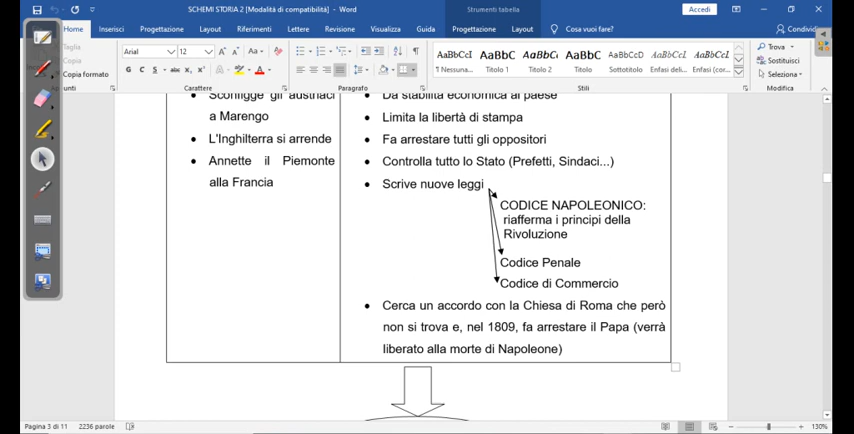 SCHEMI STORIA 2 [Modalità di compatibilità] - Word
Strumenti tabella
Accedi
Home Inserisci Progettazione Layout Riferimenti Lettere Revisione Visualizza Guida Progettazione Layout Cosa vuoi fare? Condividi
Taglia
Copia
Copia formato
Arial 12
Trova
Sostituisci
Seleziona
AaBbCcI AaBbC AaBbCc AaBbC AaBbCcD AaBbCcI AaBbCcI
¶ Nessuna... Titolo 1 Titolo 2 Titolo Sottotitolo Enfasi deli... Enfasi (cor...
Carattere Paragrafo Stili Modifica
• Sconfigge gli austriaci
a Marengo
• L'Inghilterra si arrende
• Annette il Piemonte
alla Francia
• Dà stabilità economica al paese
• Limita la libertà di stampa
• Fa arrestare tutti gli oppositori
• Controlla tutto lo Stato (Prefetti, Sindaci...)
• Scrive nuove leggi
CODICE NAPOLEONICO:
riafferma i principi della
Rivoluzione
Codice Penale
Codice di Commercio
• Cerca un accordo con la Chiesa di Roma che però
non si trova e, nel 1809, fa arrestare il Papa (verrà
liberato alla morte di Napoleone)
Pagina 3 di 11 2236 parole 130%